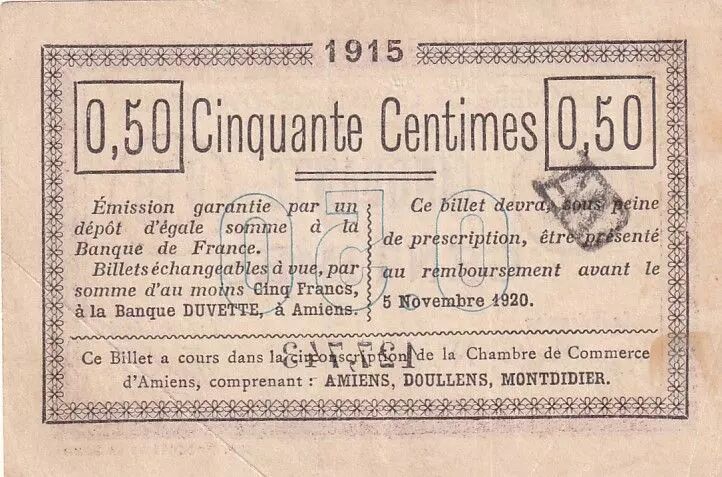 1915
0,50 Cinquante Centimes 0,50
Émission garantie par un
dépôt d'égale somme à la
Banque de France.
Billets échangeables à vue, par
somme d'au moins Cinq Francs,
à la Banque DUVETTE, à Amiens.
Ce billet devra, sous peine
de prescription, être présenté
au remboursement avant le
5 Novembre 1920.
0,50
Ce Billet a cours dans la circonscription de la Chambre de Commerce
d'Amiens, comprenant : AMIENS, DOULLENS, MONTDIDIER.